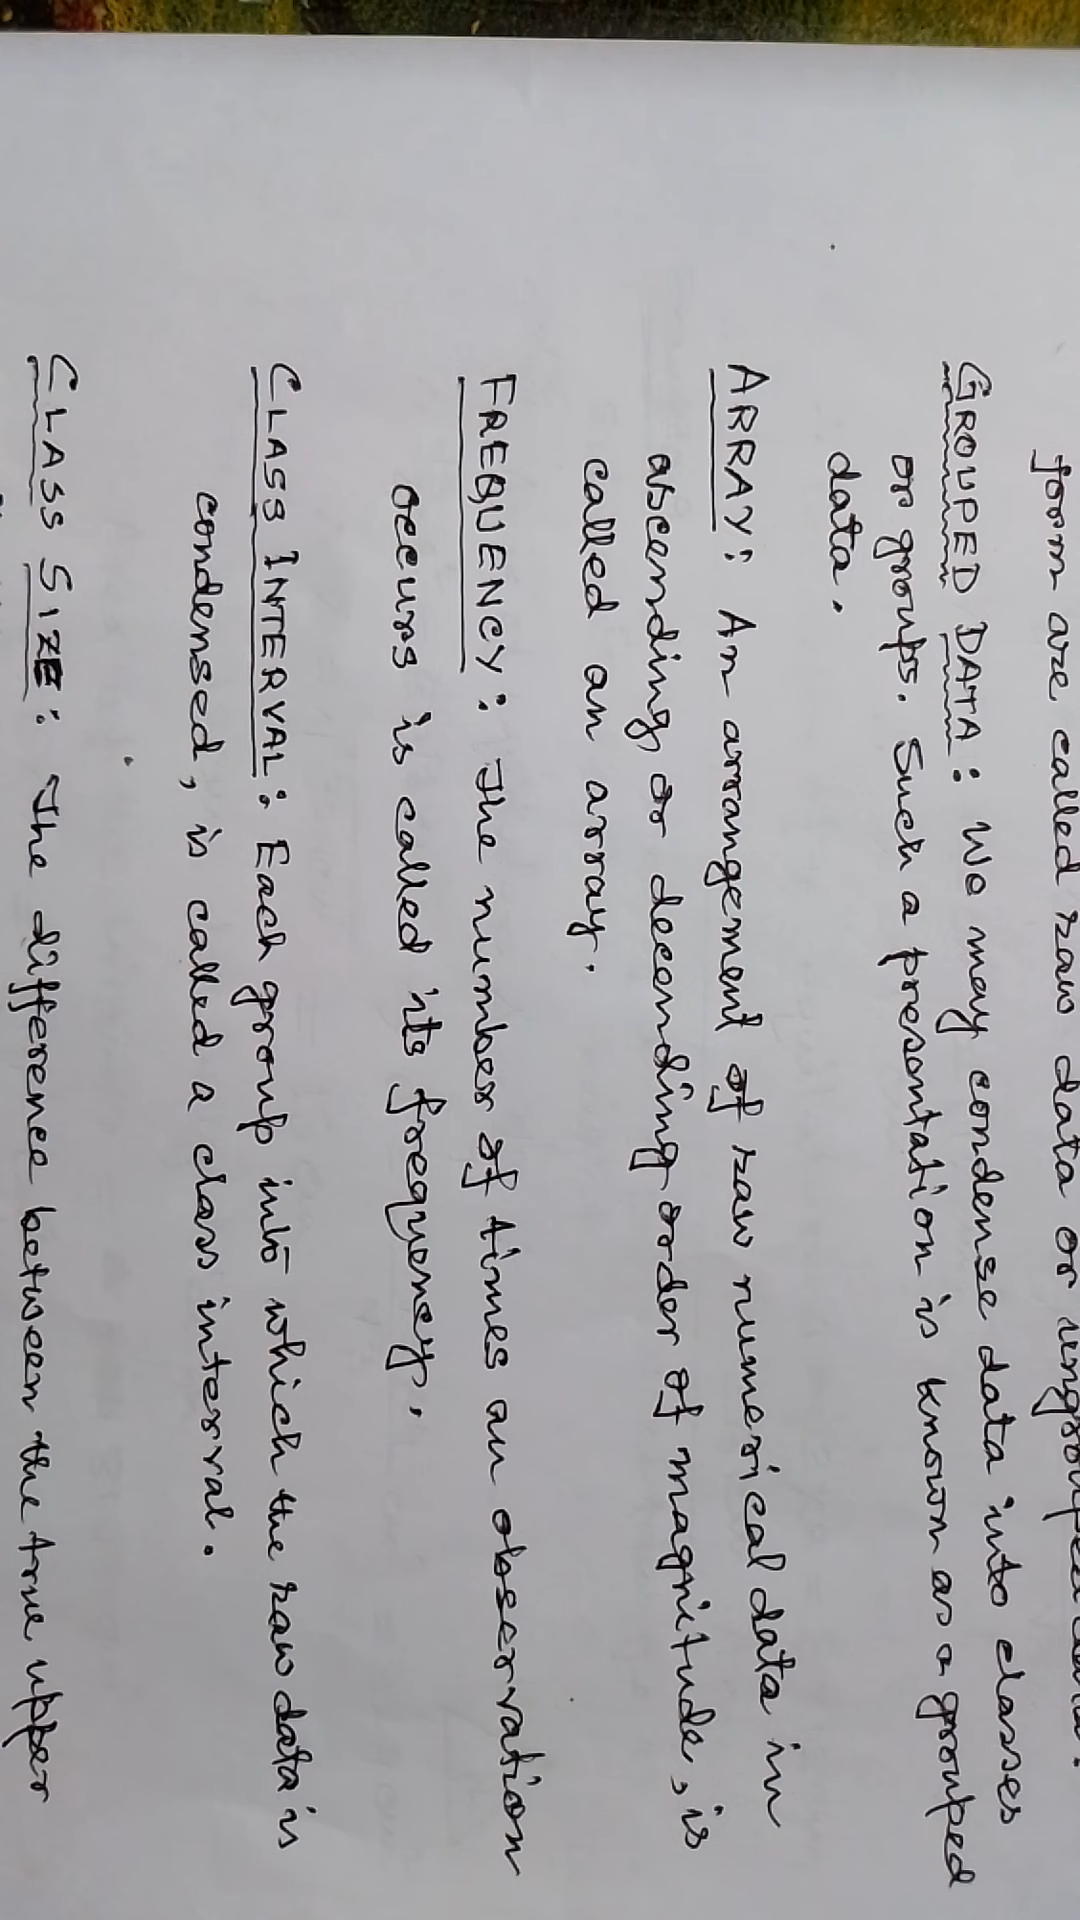 form are called raw data or ungrouped data.
GROUPED DATA: We may condense data into classes
or groups. Such a presentation is known as a grouped
data.
ARRAY: An arrangement of raw numerical data in
ascending or decending order of magnitude, is
called an array.
FREQUENCY: The number of times an observation
occurs is called its frequency.
CLASS INTERVAL: Each group into which the raw data is
condensed, is called a class interval.
CLASS SIZE: The difference between the true upper